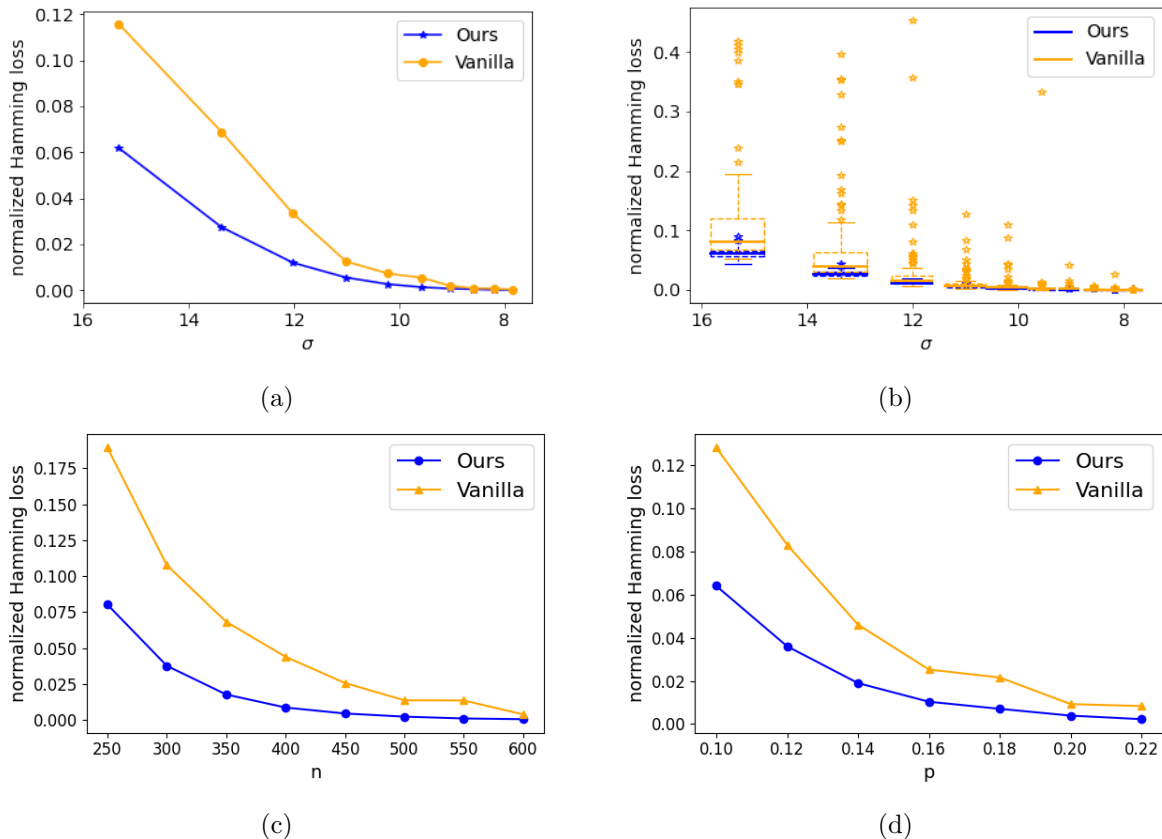 normalized Hamming loss
0.12
0.10
0.08
0.06
0.04
0.02
0.00
16 14 12 10 8
σ
Ours
Vanilla
(a)
normalized Hamming loss
0.4
0.3
0.2
0.1
0.0
16 14 12 10 8
σ
Ours
Vanilla
(b)
normalized Hamming loss
0.175
0.150
0.125
0.100
0.075
0.050
0.025
0.000
250 300 350 400 450 500 550 600
n
Ours
Vanilla
(c)
normalized Hamming loss
0.12
0.10
0.08
0.06
0.04
0.02
0.00
0.10 0.12 0.14 0.16 0.18 0.20 0.22
p
Ours
Vanilla
(d)